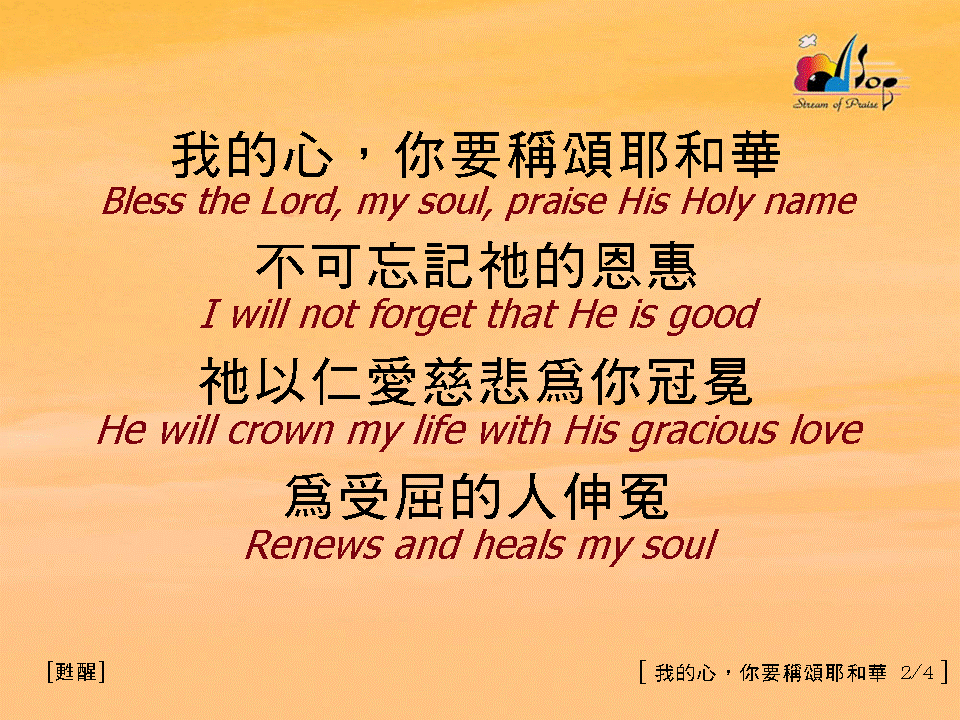 SOP
Stream of Praise
我的心，你要稱頌耶和華
Bless the Lord, my soul, praise His Holy name
不可忘記祂的恩惠
I will not forget that He is good
祂以仁愛慈悲爲你冠冕
He will crown my life with His gracious love
爲受屈的人伸冤
Renews and heals my soul
[甦醒]
[ 我的心，你要稱頌耶和華 2/4 ]